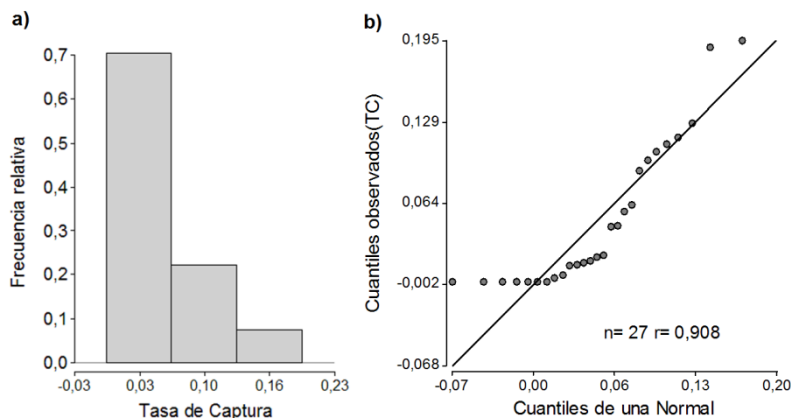 a)
Frecuencia relativa
0,7
0,6
0,5
0,4
0,3
0,2
0,1
0,0
-0,03 0,03 0,10 0,16 0,23
Tasa de Captura
b)
Cuantiles observados(TC)
0,195
0,129
0,064
-0,002
-0,068
n= 27 r= 0,908
-0,07 0,00 0,06 0,13 0,20
Cuantiles de una Normal